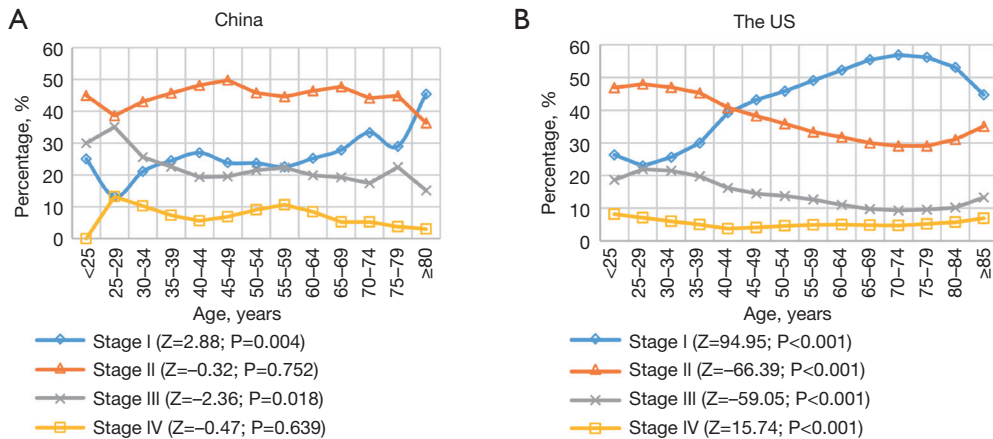 A
China
60
50
40
30
20
10
0
Percentage, %
<25
25–29
30–34
35–39
40–44
45–49
50–54
55–59
60–64
65–69
70–74
75–79
≥80
Age, years
Stage I (Z=2.88; P=0.004)
Stage II (Z=–0.32; P=0.752)
Stage III (Z=–2.36; P=0.018)
Stage IV (Z=–0.47; P=0.639)
B
The US
60
50
40
30
20
10
0
Percentage, %
<25
25–29
30–34
35–39
40–44
45–49
50–54
55–59
60–64
65–69
70–74
75–79
80–84
≥85
Age, years
Stage I (Z=94.95; P<0.001)
Stage II (Z=–66.39; P<0.001)
Stage III (Z=–59.05; P<0.001)
Stage IV (Z=15.74; P<0.001)